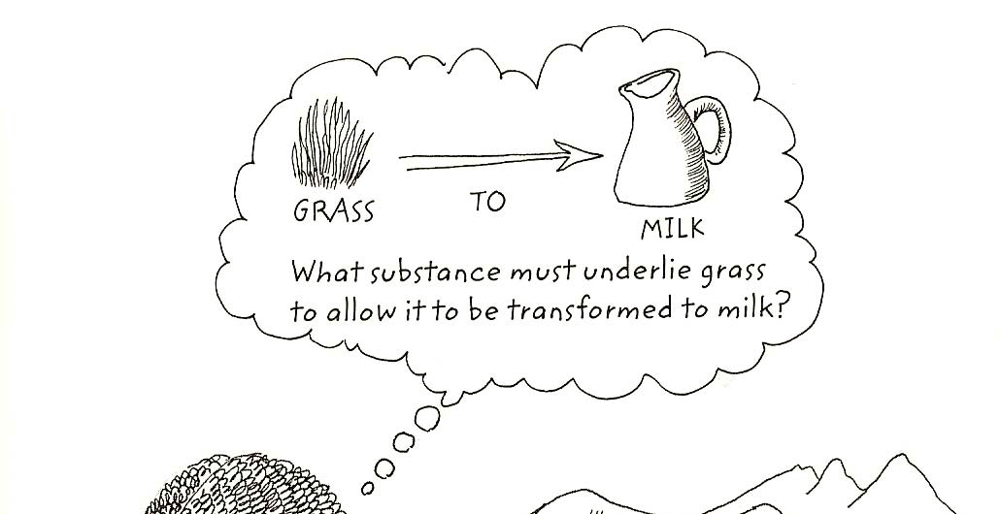 GRASS
TO
MILK
What substance must underlie grass
to allow it to be transformed to milk?